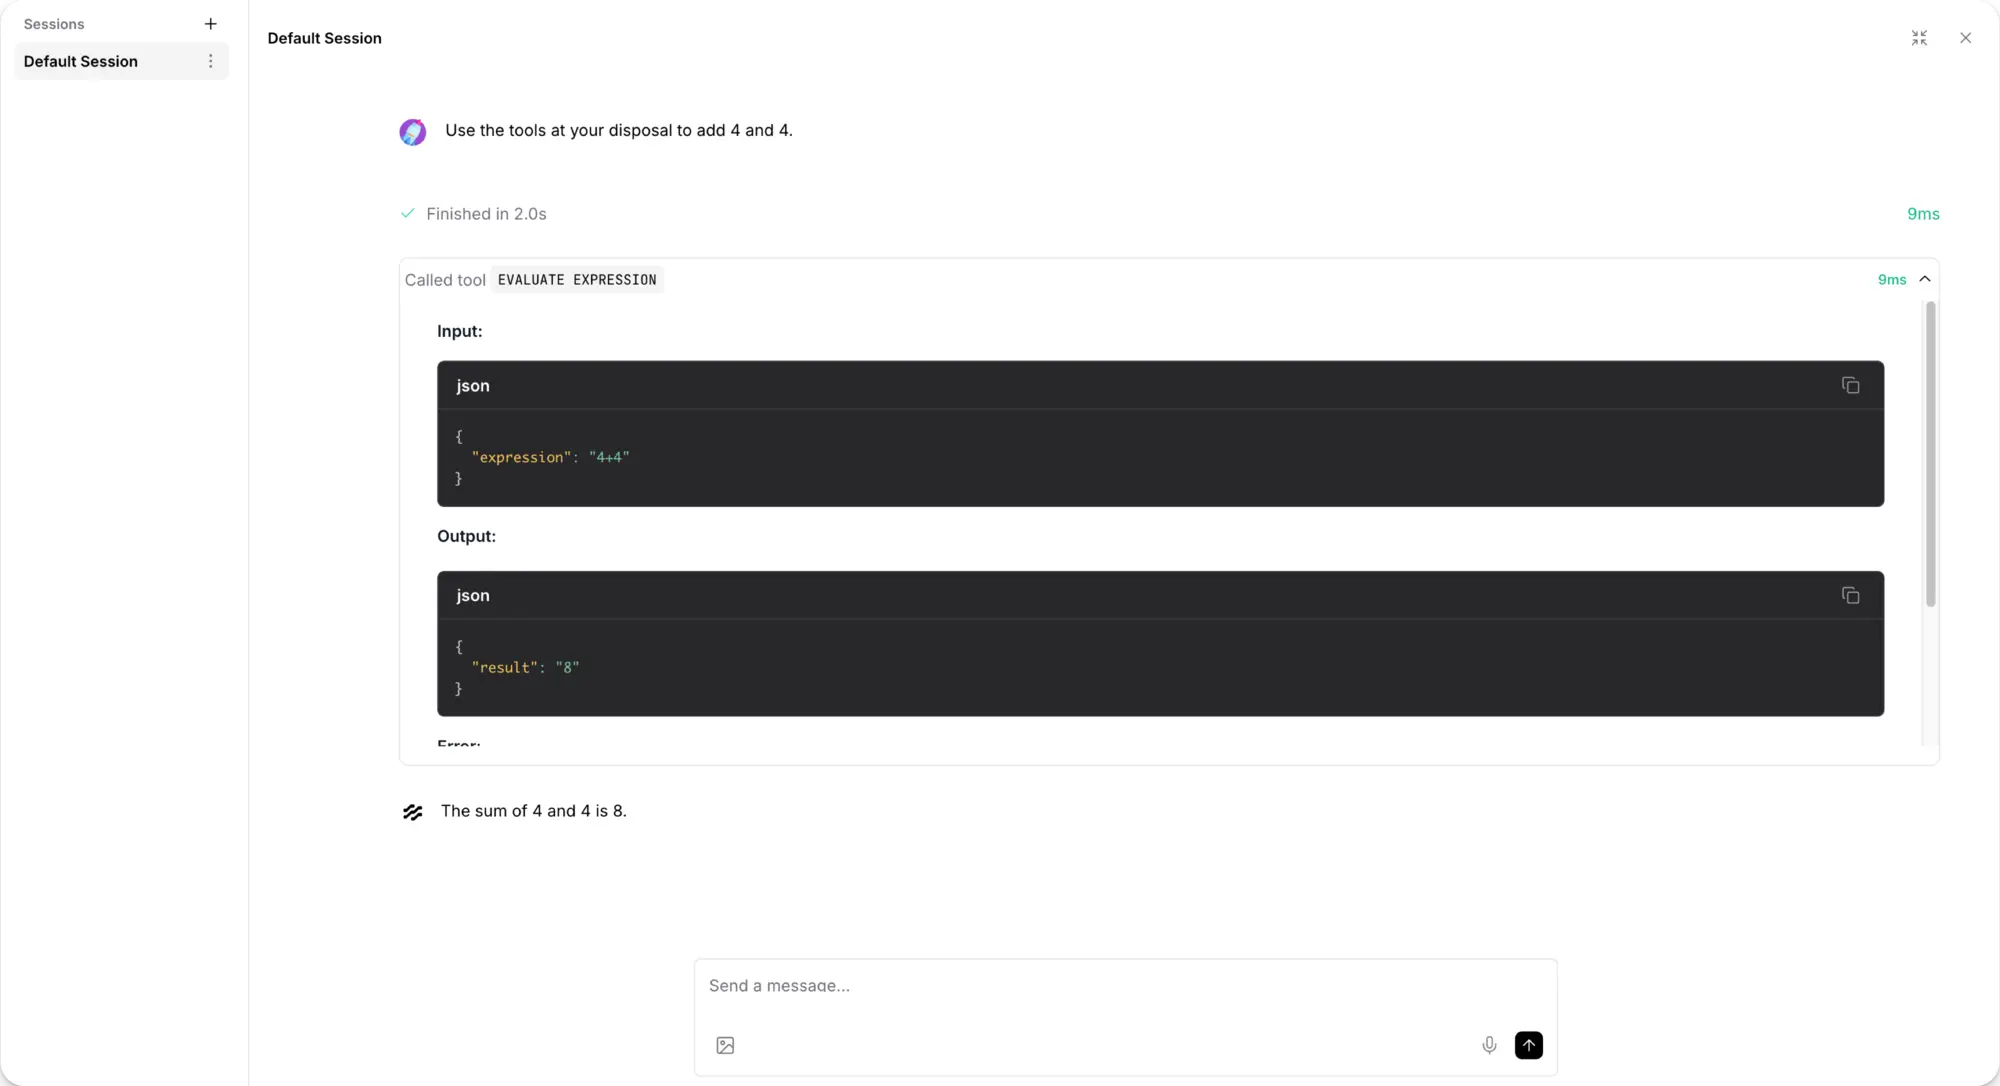 Sessions
Default Session
Default Session
Use the tools at your disposal to add 4 and 4.
Finished in 2.0s
9ms
Called tool EVALUATE EXPRESSION
9ms
Input:
json
{
"expression": "4+4"
}
Output:
json
{
"result": "8"
}
Error:
The sum of 4 and 4 is 8.
Send a message...